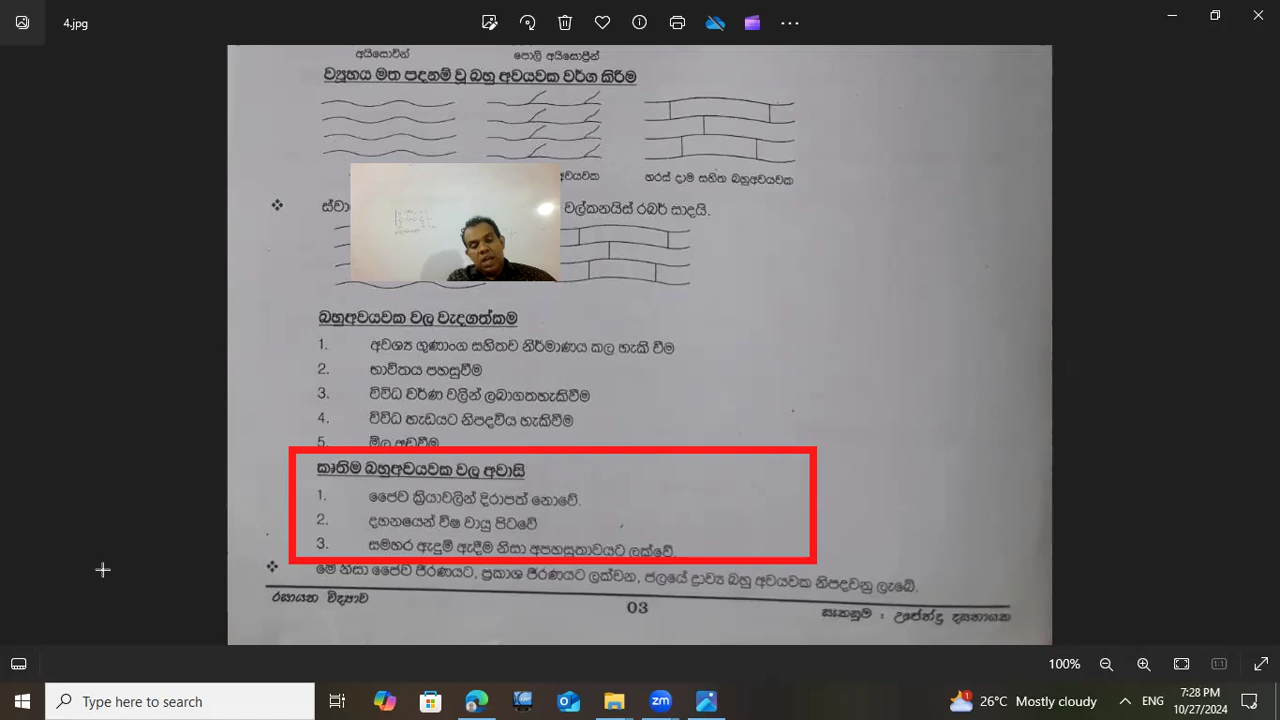 4.jpg
අයිසොවින්
පොලි අයිසොප්‍රීන්
ව්‍යුහය මත පදනම් වූ බහු අවයවක වර්ග කිරීම
අවයවක
හරස් දාම සහිත බහුඅවයවක
ස්වා
වල්කනයිස් රබර් සාදයි.
බහුඅවයවක වල වැදගත්කම
1. අවශ්‍ය ගුණාංග සහිතව නිර්මාණය කල හැකි වීම
2. භාවිතය පහසුවීම
3. විවිධ වර්ණ වලින් ලබාගතහැකිවීම
4. විවිධ හැඩයට නිපදවිය හැකිවීම
5. මිල අඩුවීම
කෘතිම බහුඅවයවක වල අවාසි
1. ජෛව ක්‍රියාවලින් දිරාපත් නොවේ.
2. දහනයෙන් විෂ වායු පිටවේ
3. සමහර ඇදුම් ඇදීම නිසා අපහසුතාවයට ලක්වේ.
මේ නිසා ජෛව ජීරණයට, ප්‍රකාශ ජීරණයට ලක්වන, ජලයේ ද්‍රාව්‍ය බහු අවයවක නිපදවනු ලැබේ.
රසායන විද්‍යාව
03
සැකසුම : උපේන්ද්‍ර දසනායක
100%
Type here to search
26°C Mostly cloudy
ENG
7:28 PM
10/27/2024